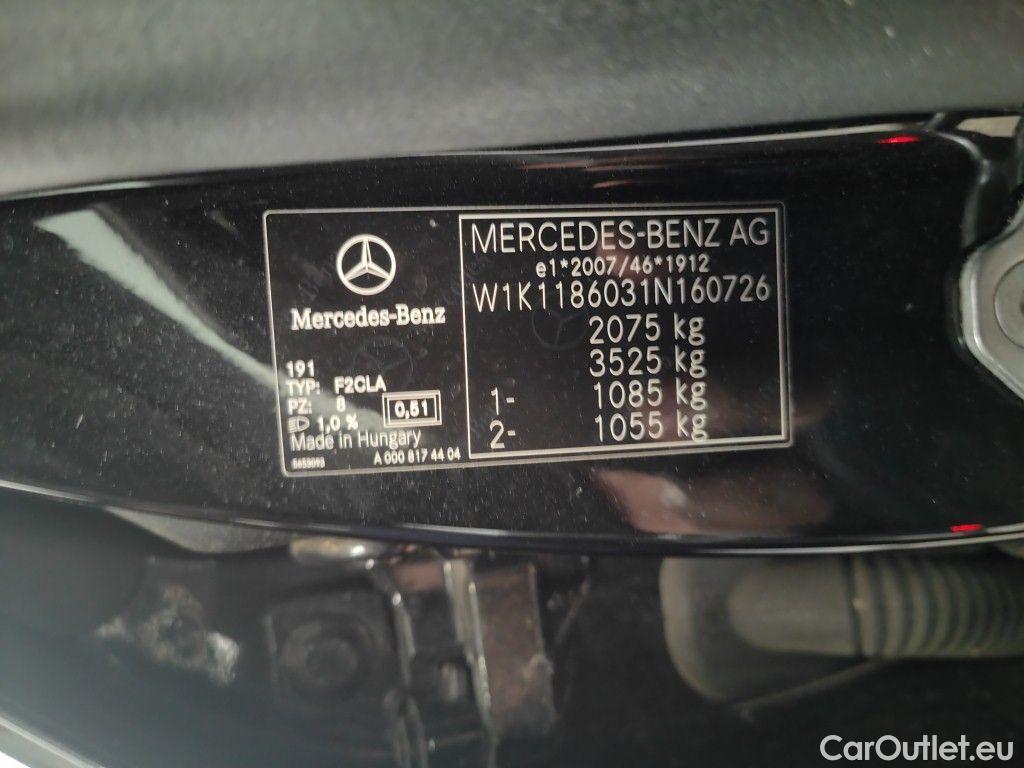 Mercedes-Benz
191
TYP: F2CLA
PZ: 8
1,0 %
0,51
Made in Hungary
5653093
A 000 817 44 04
MERCEDES-BENZ AG
e1*2007/46*1912
W1K1186031N160726
2075 kg
3525 kg
1- 1085 kg
2- 1055 kg
CarOutlet.eu